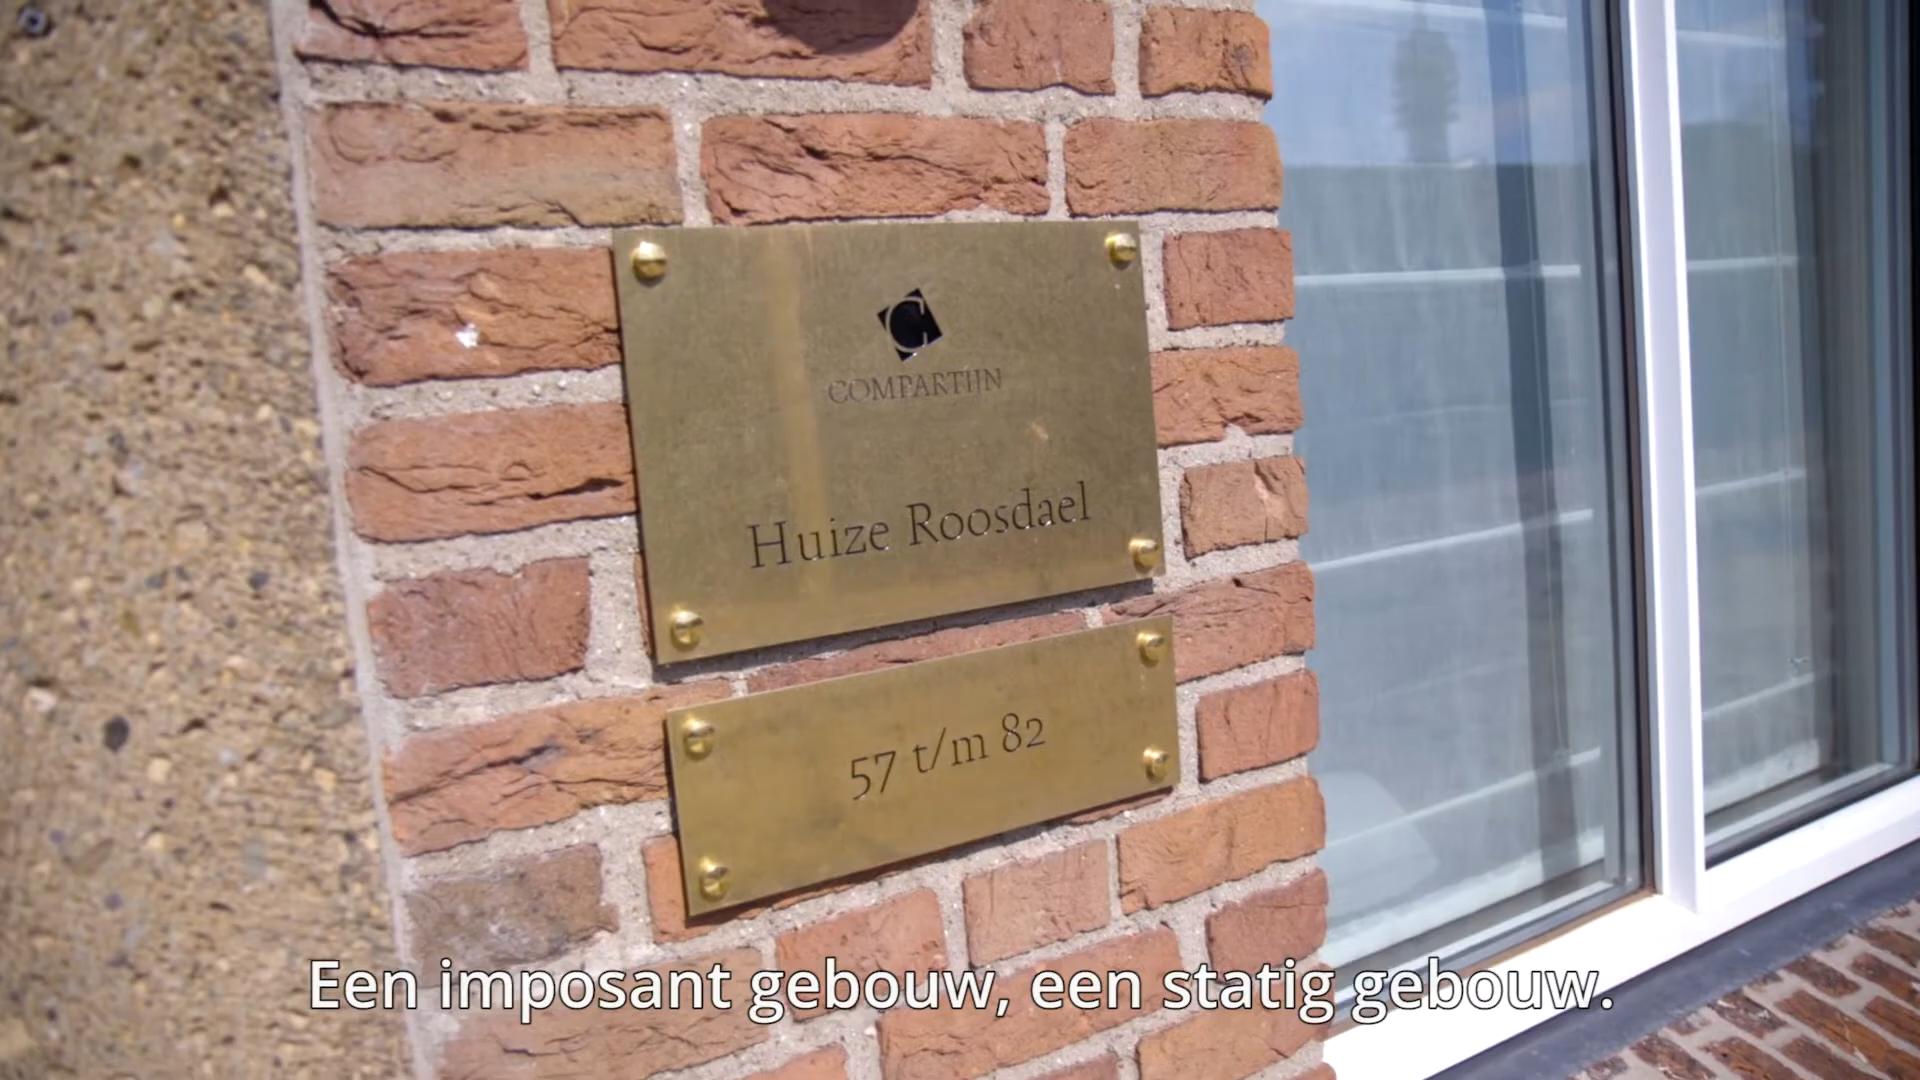 C
COMPARTIJN
Huize Roosdael
57 t/m 82
Een imposant gebouw, een statig gebouw.